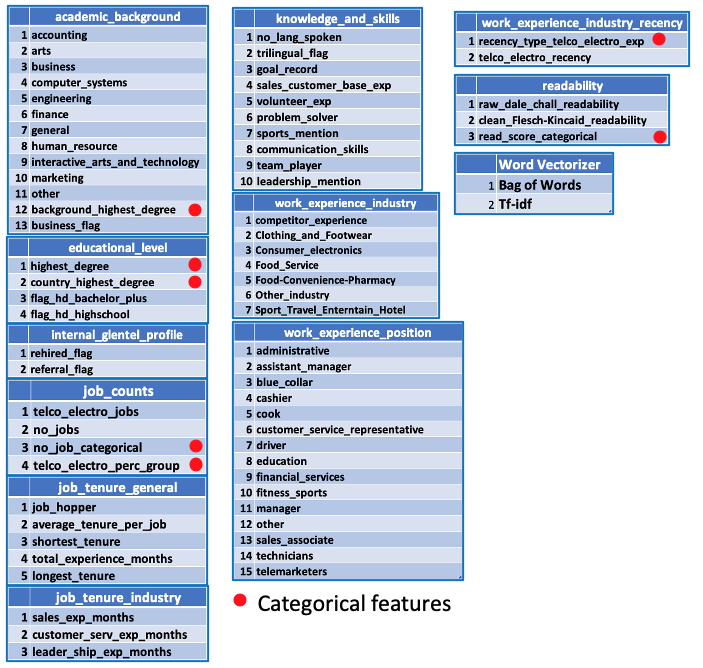 academic_background
1 accounting
2 arts
3 business
4 computer_systems
5 engineering
6 finance
7 general
8 human_resource
9 interactive_arts_and_technology
10 marketing
11 other
12 background_highest_degree
13 business_flag
educational_level
1 highest_degree
2 country_highest_degree
3 flag_hd_bachelor_plus
4 flag_hd_highschool
internal_glentel_profile
1 rehired_flag
2 referral_flag
job_counts
1 telco_electro_jobs
2 no_jobs
3 no_job_categorical
4 telco_electro_perc_group
job_tenure_general
1 job_hopper
2 average_tenure_per_job
3 shortest_tenure
4 total_experience_months
5 longest_tenure
job_tenure_industry
1 sales_exp_months
2 customer_serv_exp_months
3 leader_ship_exp_months
knowledge_and_skills
1 no_lang_spoken
2 trilingual_flag
3 goal_record
4 sales_customer_base_exp
5 volunteer_exp
6 problem_solver
7 sports_mention
8 communication_skills
9 team_player
10 leadership_mention
work_experience_industry
1 competitor_experience
2 Clothing_and_Footwear
3 Consumer_electronics
4 Food_Service
5 Food-Convenience-Pharmacy
6 Other_industry
7 Sport_Travel_Enterntain_Hotel
work_experience_position
1 administrative
2 assistant_manager
3 blue_collar
4 cashier
5 cook
6 customer_service_representative
7 driver
8 education
9 financial_services
10 fitness_sports
11 manager
12 other
13 sales_associate
14 technicians
15 telemarketers
work_experience_industry_recency
1 recency_type_telco_electro_exp
2 telco_electro_recency
readability
1 raw_dale_chall_readability
2 clean_Flesch-Kincaid_readability
3 read_score_categorical
Word Vectorizer
1 Bag of Words
2 Tf-idf
Categorical features